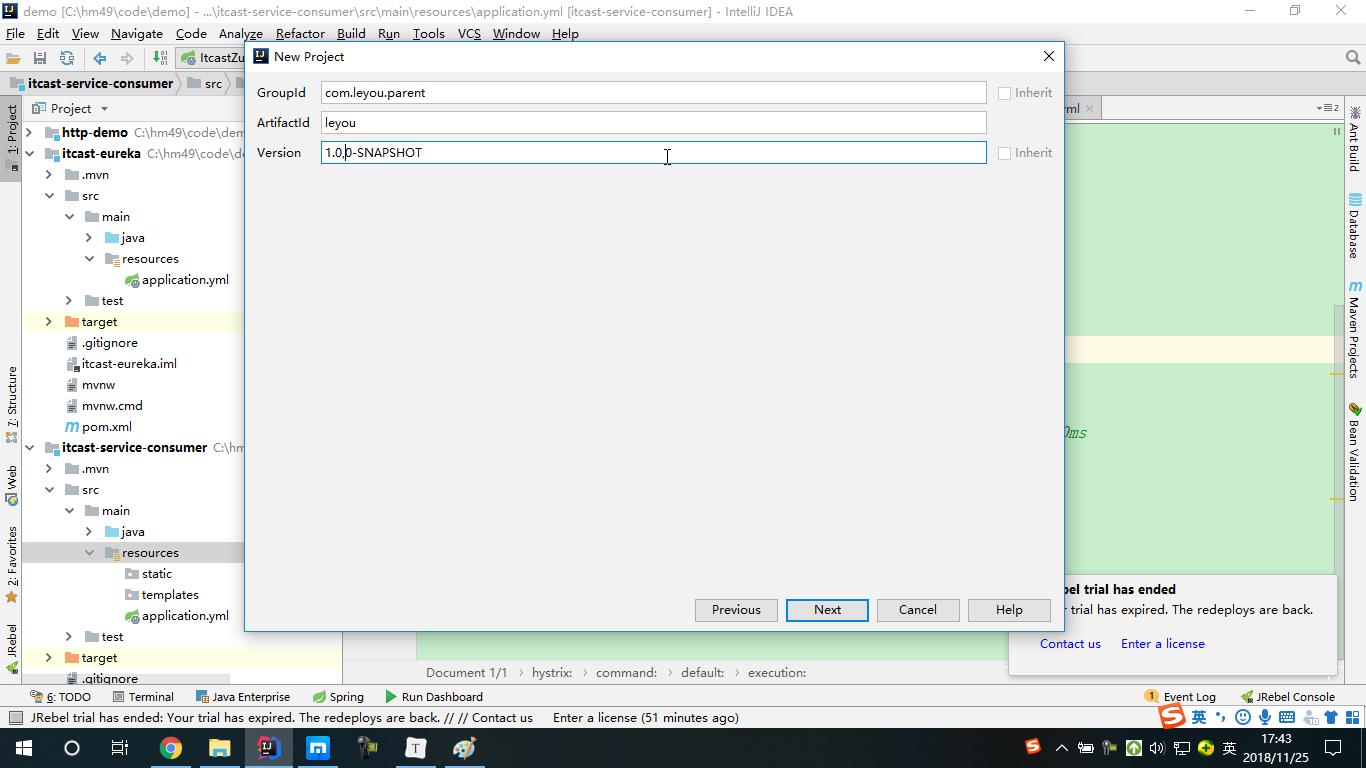 demo [C:\hm49\code\demo] - ...\itcast-service-consumer\src\main\resources\application.yml [itcast-service-consumer] - IntelliJ IDEA
File Edit View Navigate Code Analyze Refactor Build Run Tools VCS Window Help
ItcastZu
itcast-service-consumer src
New Project
GroupId com.leyou.parent Inherit
ArtifactId leyou
Version 1.0,0-SNAPSHOT Inherit
Previous Next Cancel Help
1: Project
7: Structure
Web
2: Favorites
JRebel
Project
http-demo C:\hm49\code\dem
itcast-eureka C:\hm49\code\d
.mvn
src
main
java
resources
application.yml
test
target
.gitignore
itcast-eureka.iml
mvnw
mvnw.cmd
pom.xml
itcast-service-consumer C:\hm
.mvn
src
main
java
resources
static
templates
application.yml
test
target
.gitignore
yml
2
0ms
Ant Build
Database
Maven Projects
Bean Validation
bel trial has ended
r trial has expired. The redeploys are back.
Contact us Enter a license
Document 1/1 hystrix: command: default: execution:
6: TODO Terminal Java Enterprise Spring Run Dashboard 1 Event Log JRebel Console
JRebel trial has ended: Your trial has expired. The redeploys are back. // // Contact us Enter a license (51 minutes ago)
英
英
17:43
2018/11/25